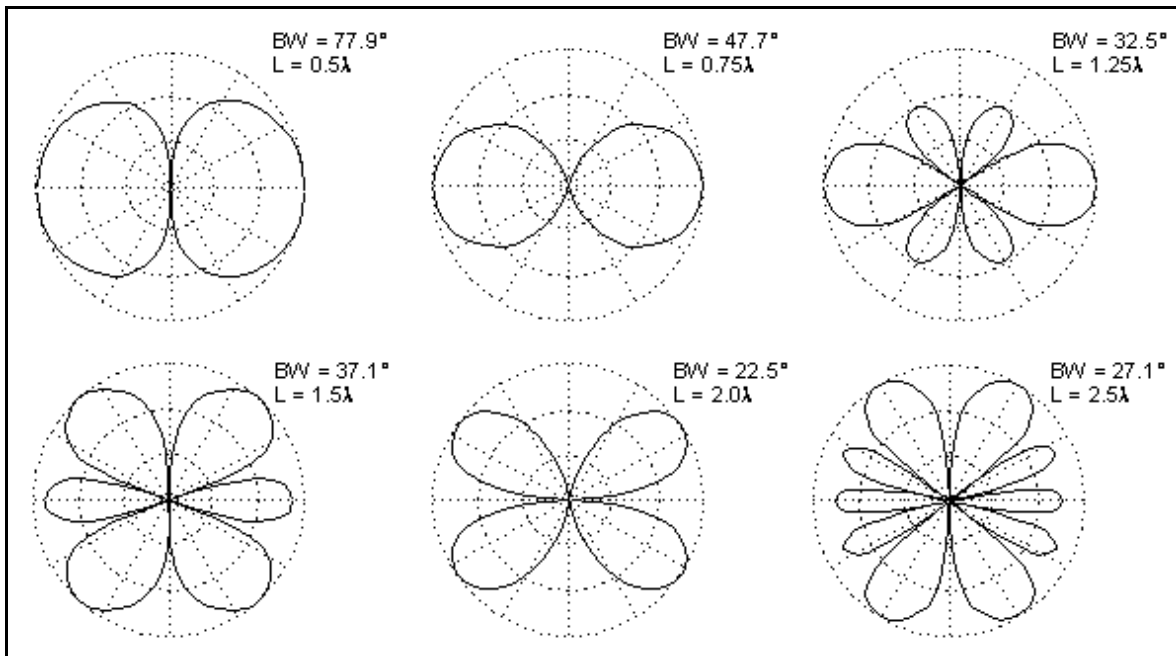 BW = 77.9°
L = 0.5λ
BW = 47.7°
L = 0.75λ
BW = 32.5°
L = 1.25λ
BW = 37.1°
L = 1.5λ
BW = 22.5°
L = 2.0λ
BW = 27.1°
L = 2.5λ